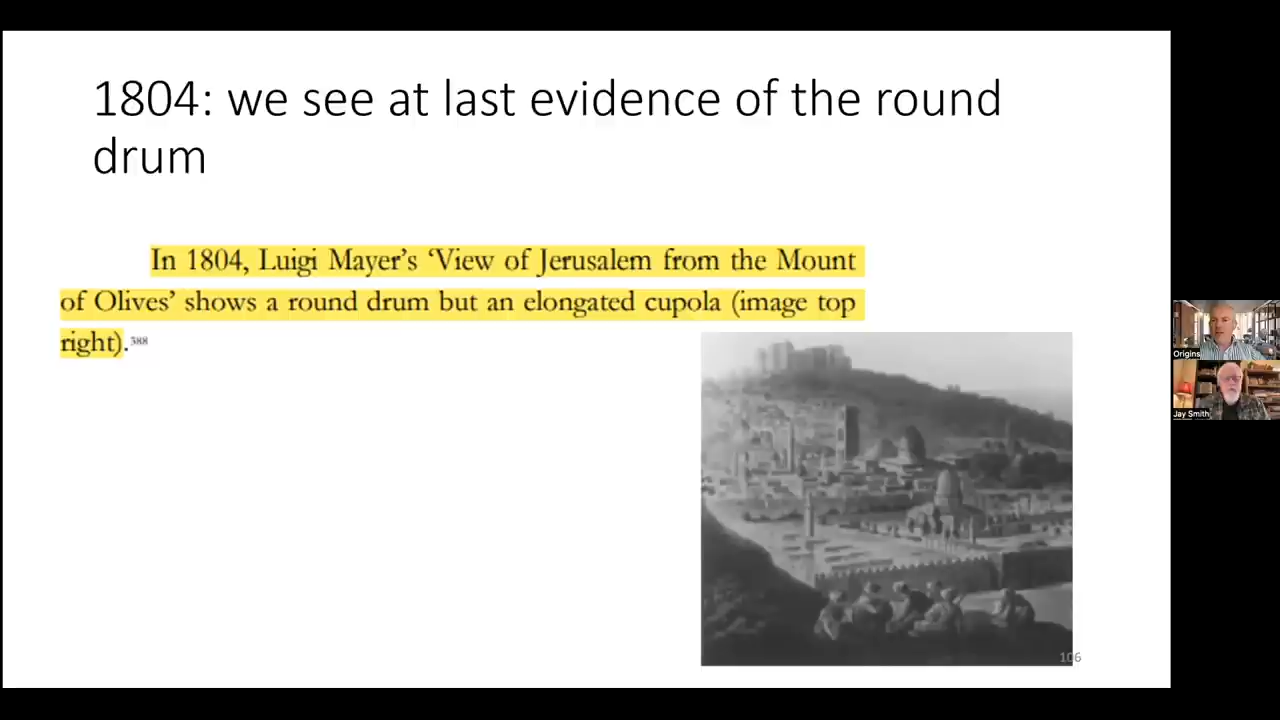 1804: we see at last evidence of the round
drum
In 1804, Luigi Mayer's 'View of Jerusalem from the Mount
of Olives' shows a round drum but an elongated cupola (image top
right).388
106
Origins
Jay Smith